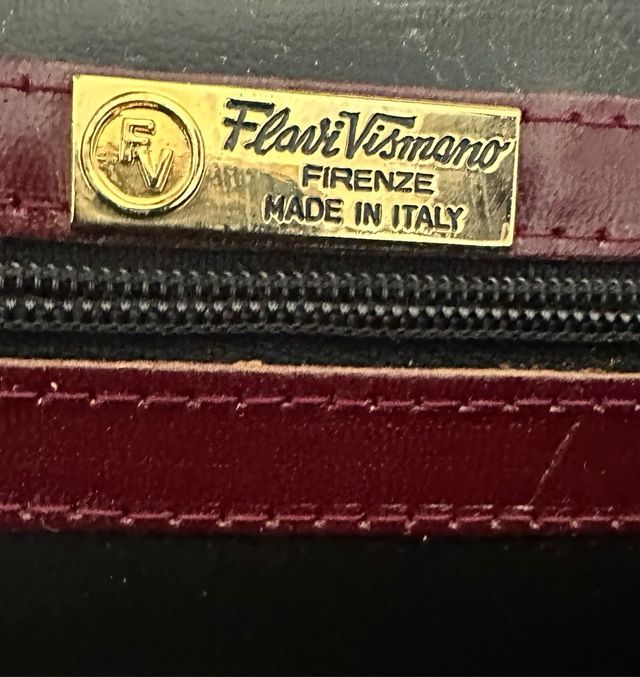 FV
Flavi Vismano
FIRENZE
MADE IN ITALY